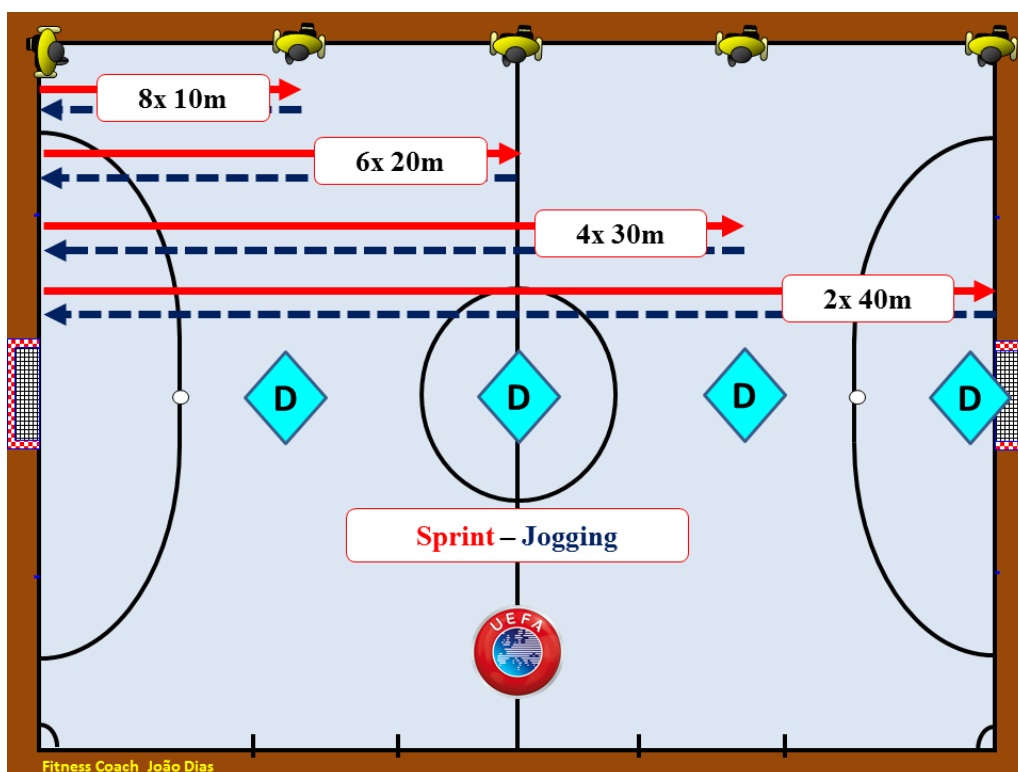 8x 10m
6x 20m
4x 30m
2x 40m
D D D D
Sprint – Jogging
UEFA
Fitness Coach João Dias